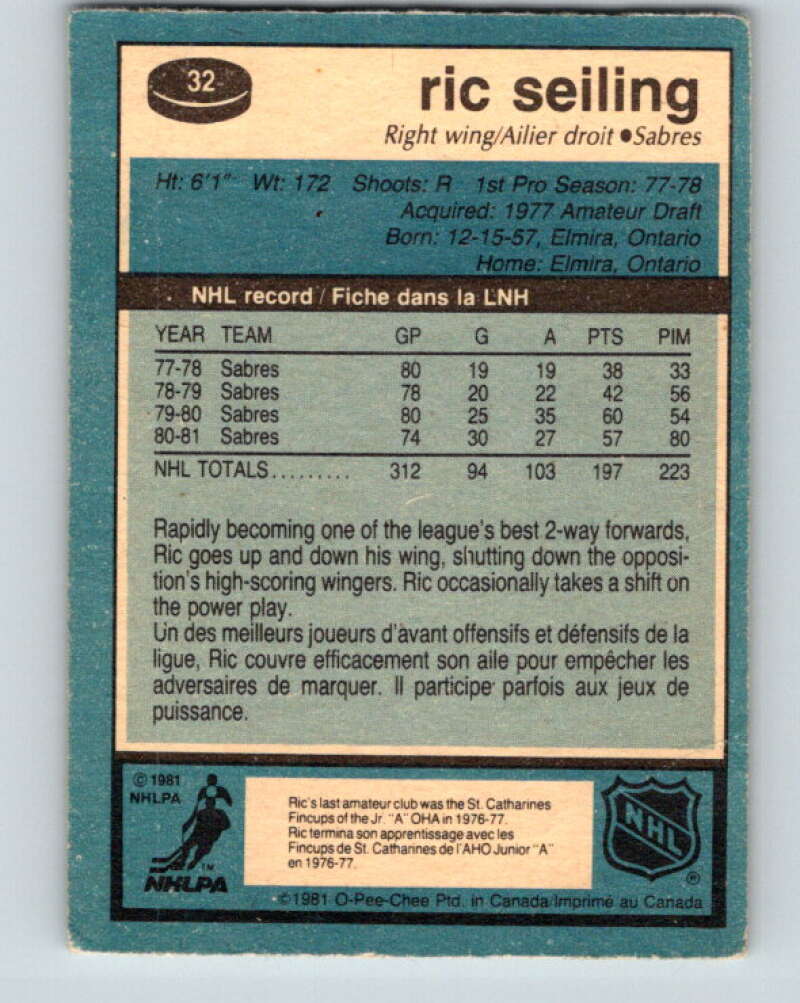 32
ric seiling
Right wing/Ailier droit ●Sabres
Ht: 6'1" Wt: 172 Shoots: R 1st Pro Season: 77-78
Acquired: 1977 Amateur Draft
Born: 12-15-57, Elmira, Ontario
Home: Elmira, Ontario
NHL record / Fiche dans la LNH
YEAR TEAM GP G A PTS PIM
77-78 Sabres 80 19 19 38 33
78-79 Sabres 78 20 22 42 56
79-80 Sabres 80 25 35 60 54
80-81 Sabres 74 30 27 57 80
NHL TOTALS......... 312 94 103 197 223
Rapidly becoming one of the league's best 2-way forwards,
Ric goes up and down his wing, shutting down the opposi-
tion's high-scoring wingers. Ric occasionally takes a shift on
the power play.
Un des meilleurs joueurs d'avant offensifs et défensifs de la
ligue, Ric couvre efficacement son aile pour empêcher les
adversaires de marquer. Il participe parfois aux jeux de
puissance.
© 1981
NHLPA
TM
NHLPA
Ric's last amateur club was the St. Catharines
Fincups of the Jr. "A" OHA in 1976-77.
Ric termina son apprentissage avec les
Fincups de St. Catharines de l'AHO Junior "A"
en 1976-77.
NHL
®
©1981 O-Pee-Chee Ptd. in Canada/Imprimé au Canada